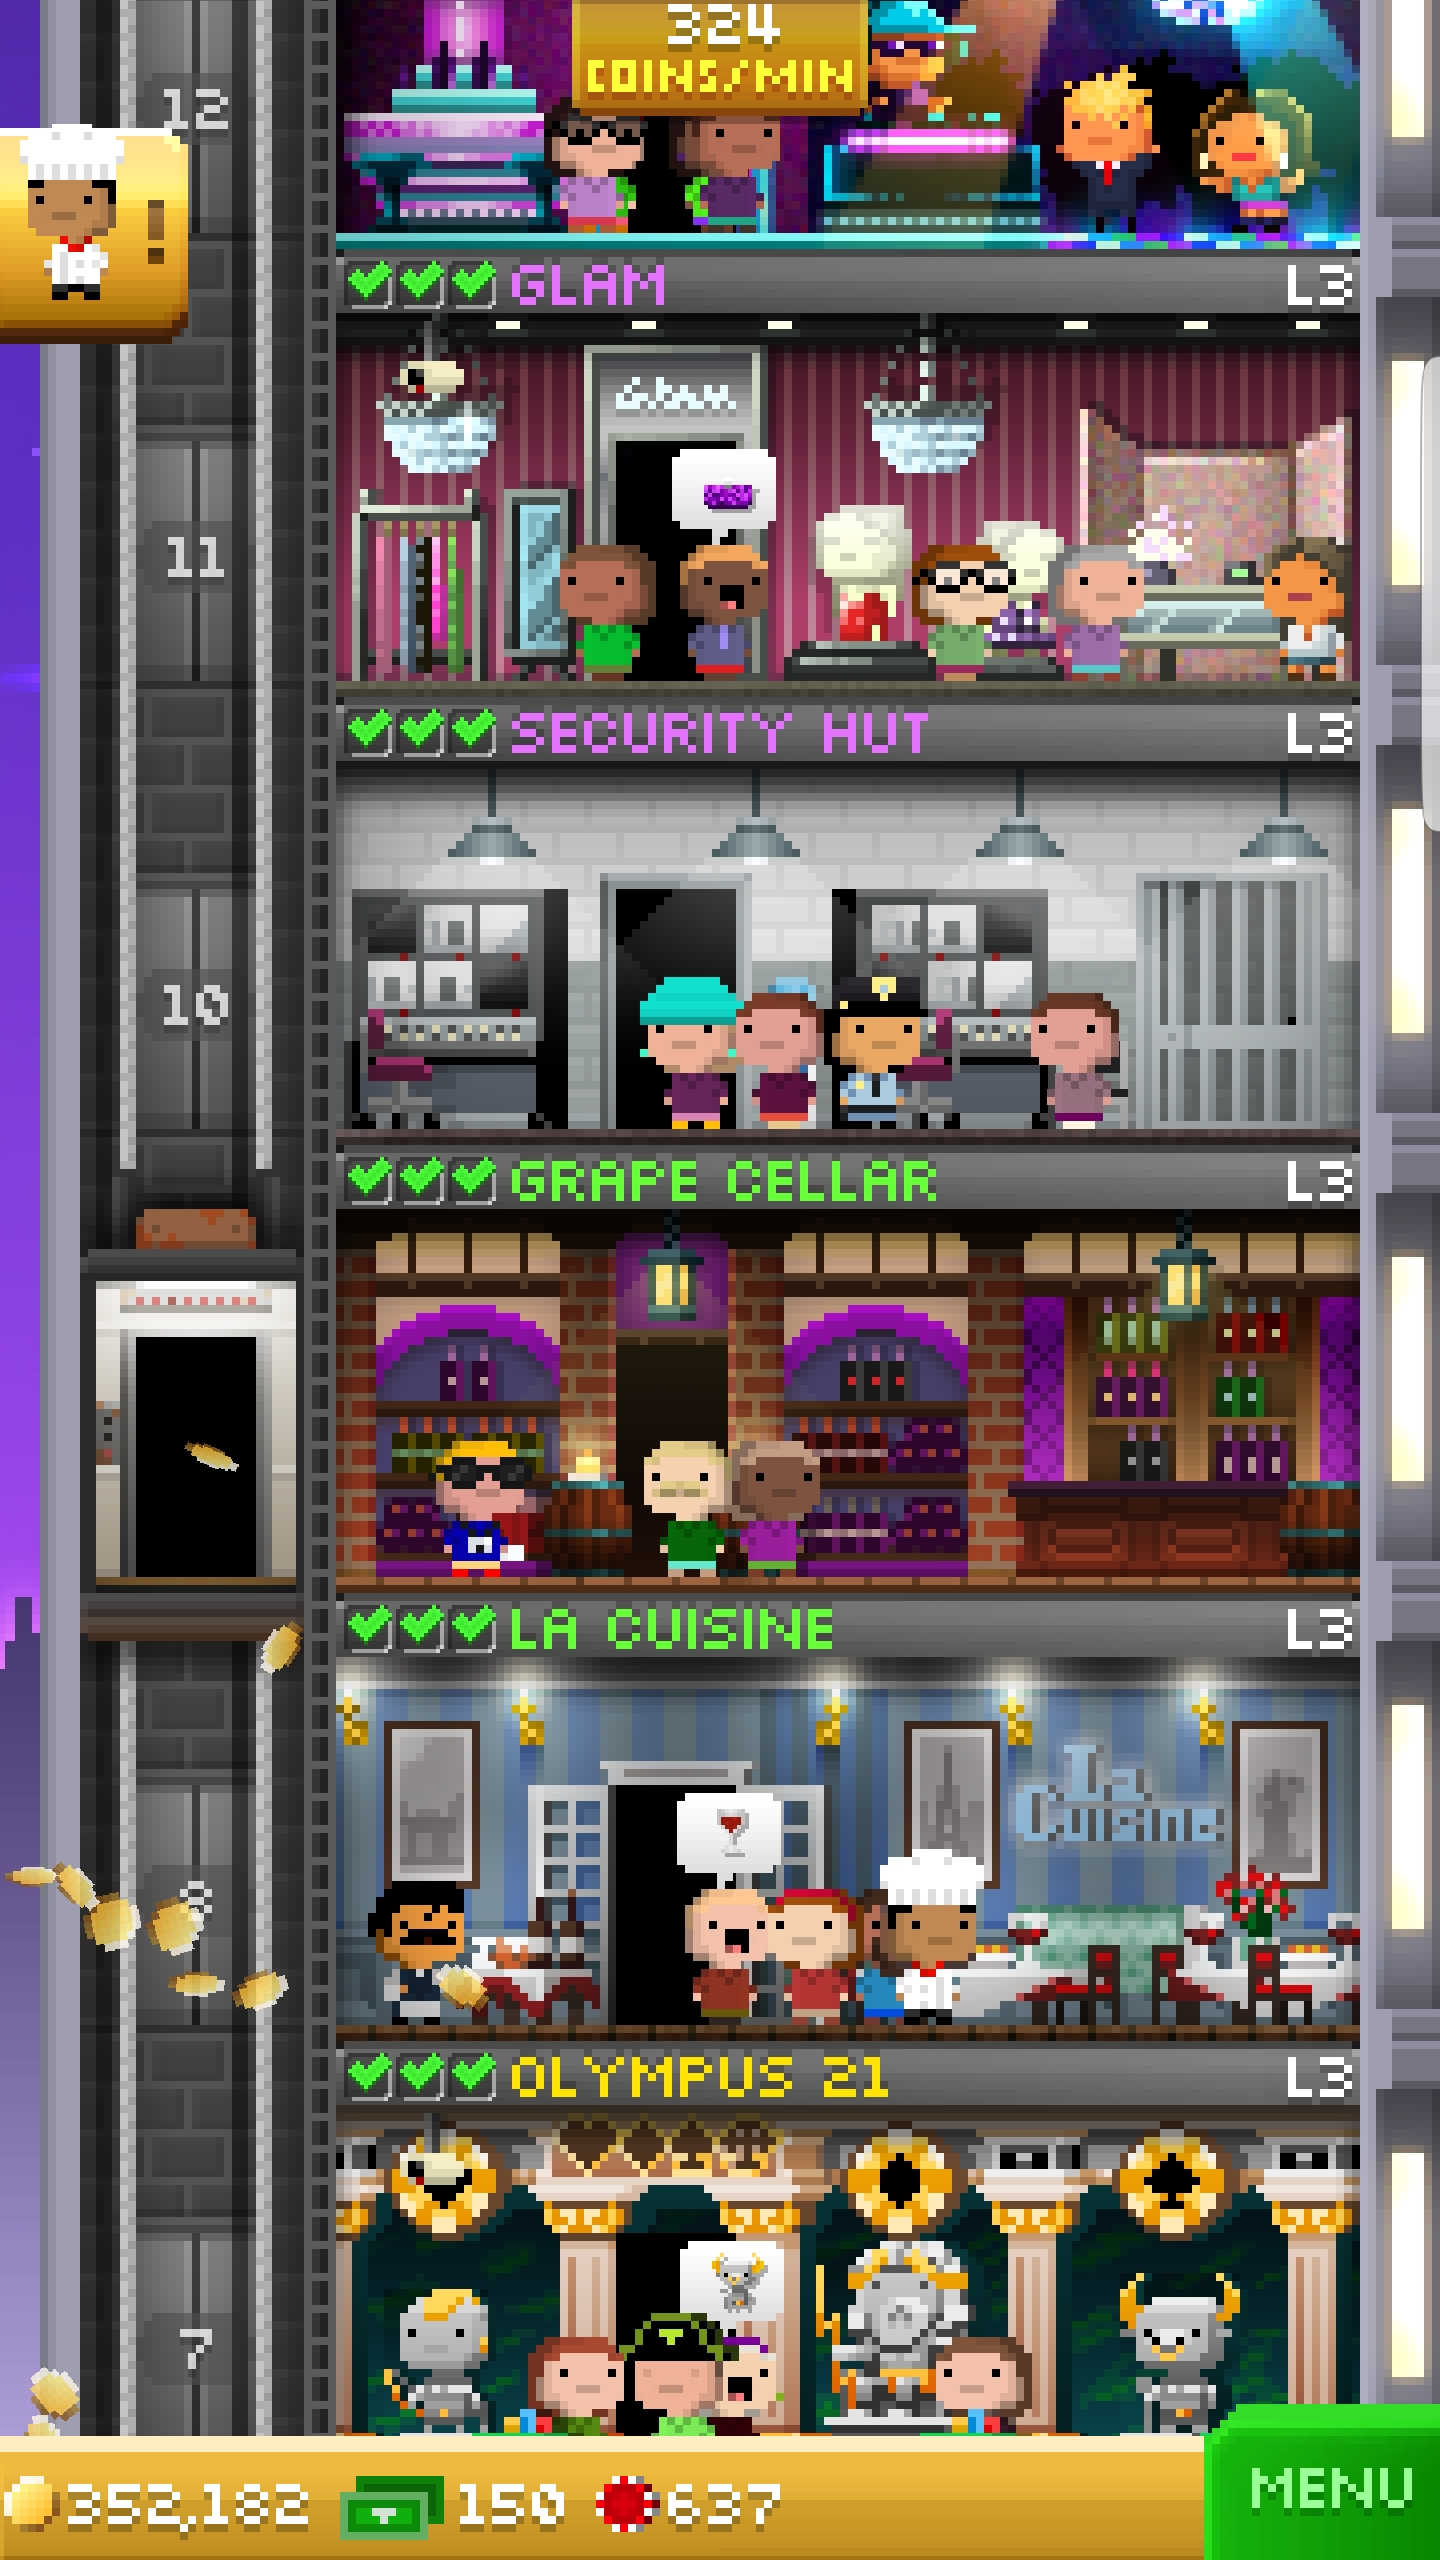 324
COINS/MIN
12
!
GLAM L3
Glam
11
SECURITY HUT L3
10
GRAPE CELLAR L3
LA CUISINE L3
La
Cuisine
8
OLYMPUS 21 L3
7
352,182 150 637
MENU